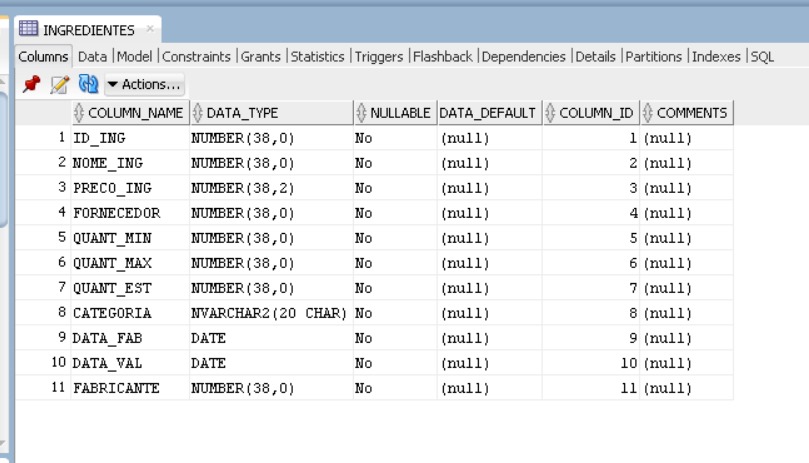 INGREDIENTES
Columns Data |Model |Constraints |Grants |Statistics |Triggers |Flashback |Dependencies |Details |Partitions |Indexes |SQL
Actions...
COLUMN_NAME DATA_TYPE NULLABLE DATA_DEFAULT COLUMN_ID COMMENTS
1 ID_ING NUMBER(38,0) No (null) 1 (null)
2 NOME_ING NUMBER(38,0) No (null) 2 (null)
3 PRECO_ING NUMBER(38,2) No (null) 3 (null)
4 FORNECEDOR NUMBER(38,0) No (null) 4 (null)
5 QUANT_MIN NUMBER(38,0) No (null) 5 (null)
6 QUANT_MAX NUMBER(38,0) No (null) 6 (null)
7 QUANT_EST NUMBER(38,0) No (null) 7 (null)
8 CATEGORIA NVARCHAR2(20 CHAR) No (null) 8 (null)
9 DATA_FAB DATE No (null) 9 (null)
10 DATA_VAL DATE No (null) 10 (null)
11 FABRICANTE NUMBER(38,0) No (null) 11 (null)